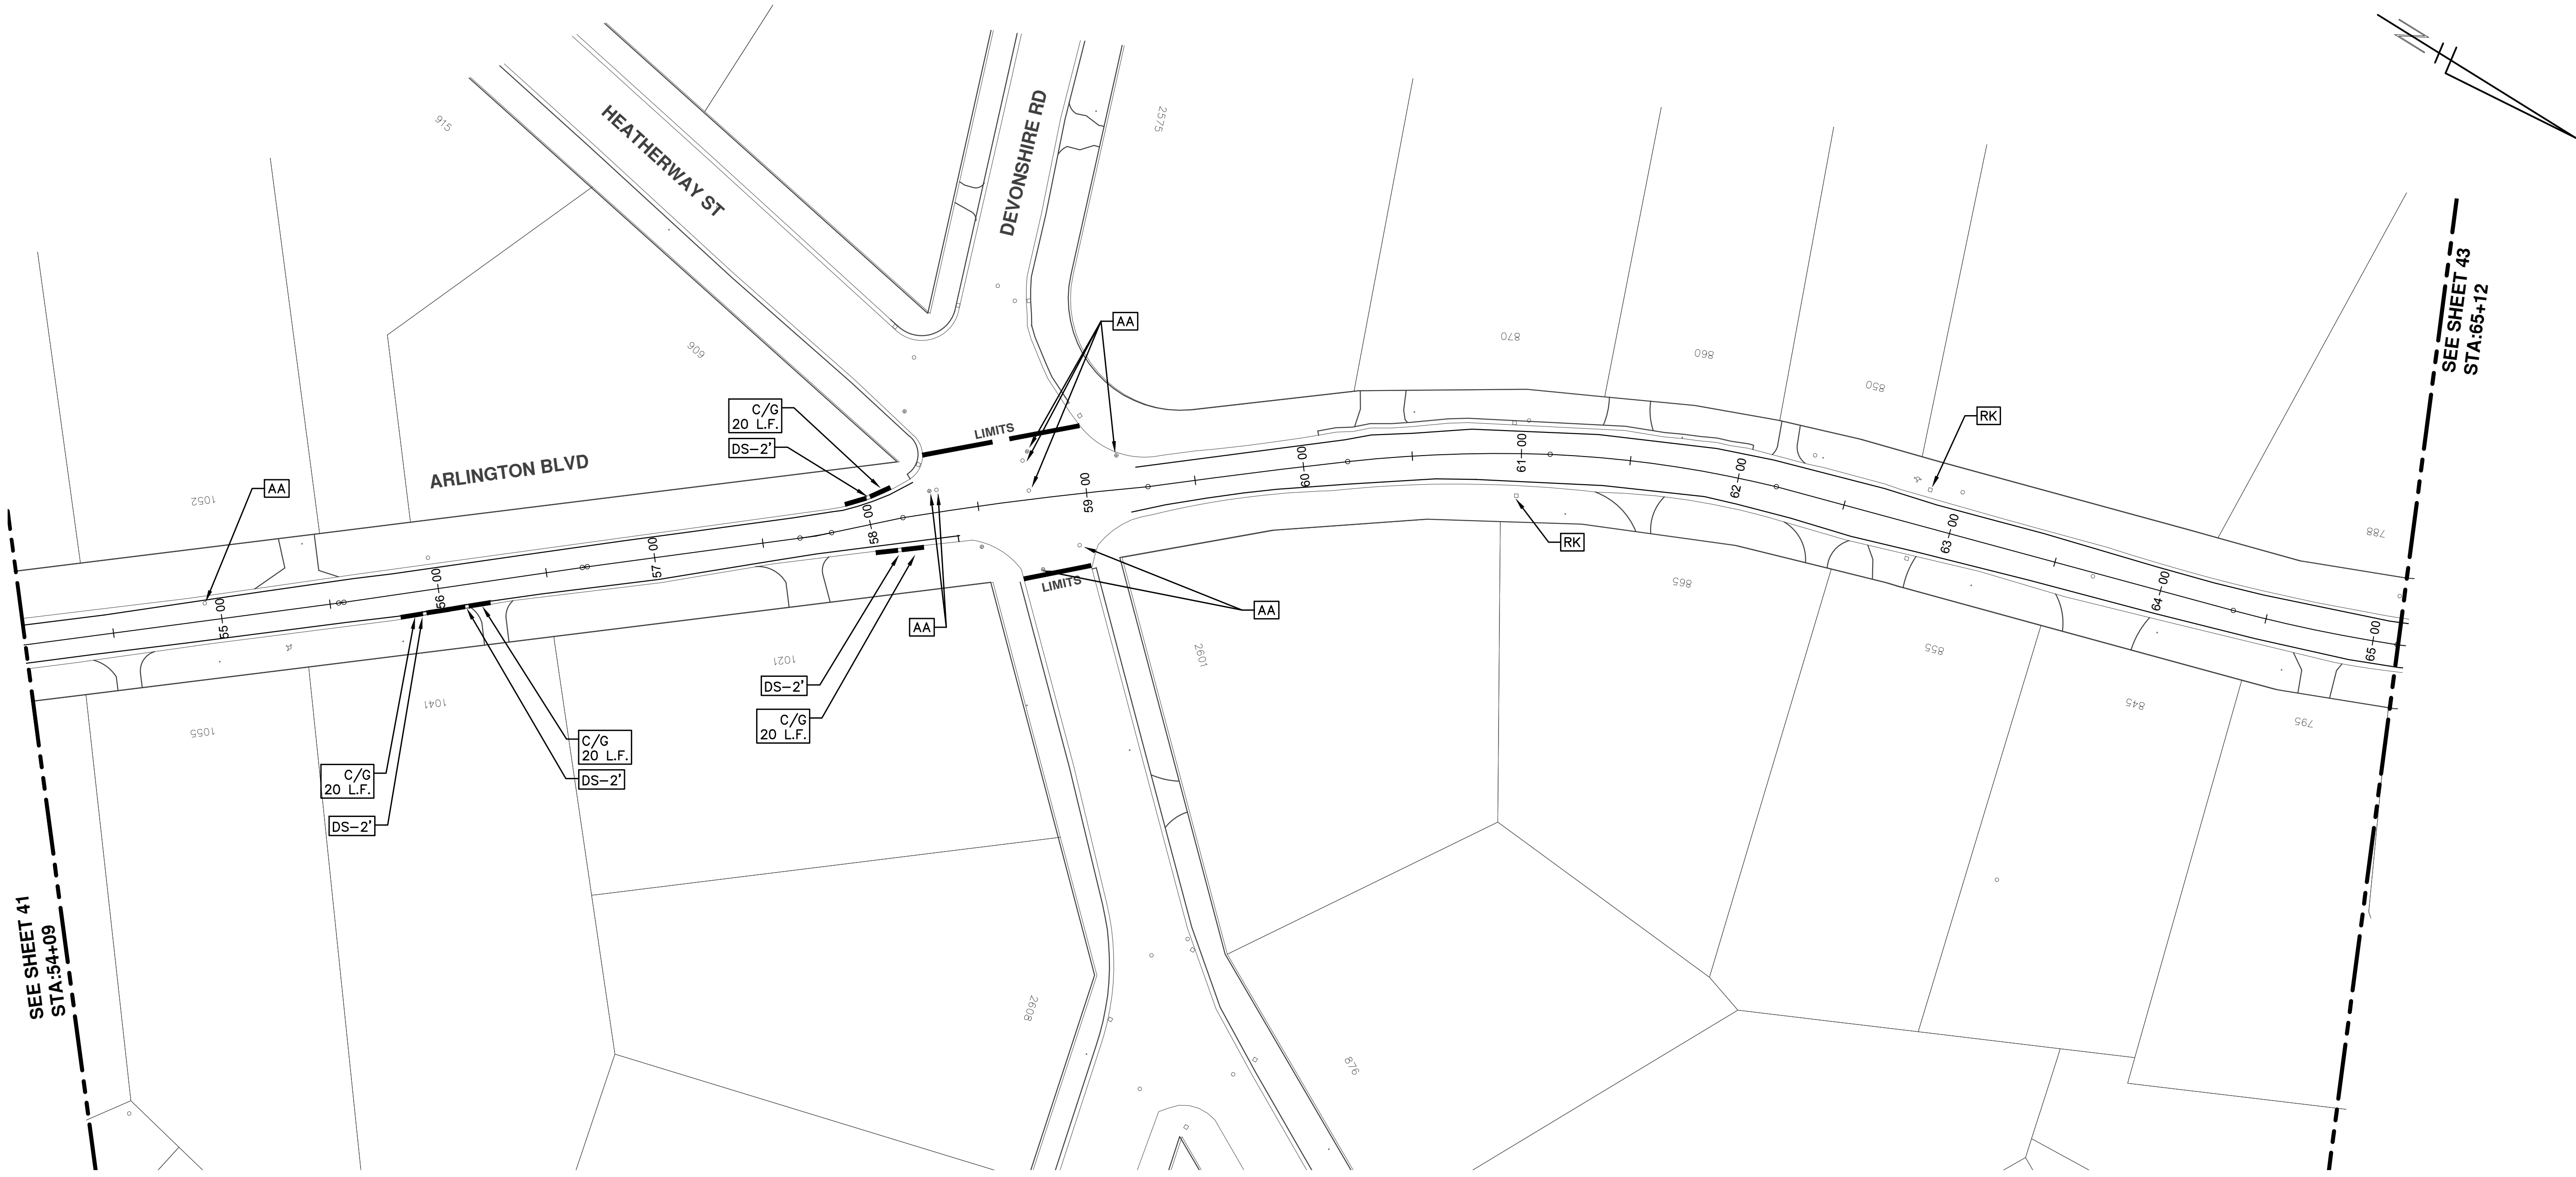 N
HEATHERWAY ST
DEVONSHIRE RD
2575
915
909
870
860
850
AA
C/G
20 L.F.
DS-2'
LIMITS
RK
SEE SHEET 43
STA:65+12
ARLINGTON BLVD
1052
AA
788
55+00
56+00
57+00
58+00
59+00
60+00
61+00
62+00
63+00
64+00
65+00
RK
LIMITS
AA
AA
865
855
845
795
1021
2601
DS-2'
C/G
20 L.F.
1041
1055
C/G
20 L.F.
DS-2'
C/G
20 L.F.
DS-2'
SEE SHEET 41
STA:54+09
2608
876